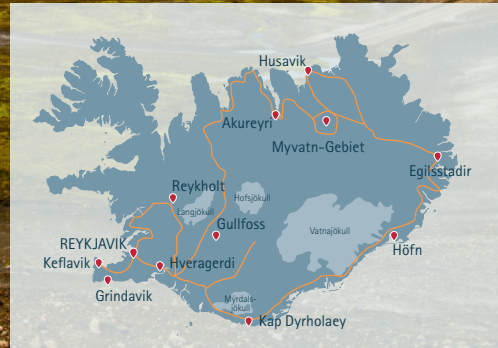 Husavik
Akureyri
Myvatn-Gebiet
Egilsstadir
Reykholt
Hofsjökull
Langjökull
Gullfoss
Vatnajökull
REYKJAVIK
Höfn
Keflavik
Hveragerdi
Grindavik
Myrdals-
jökull
Kap Dyrholaey